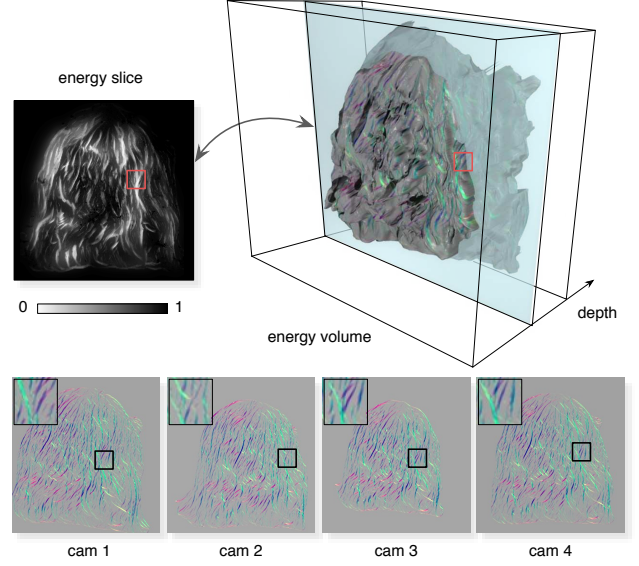 energy slice
0 1
energy volume
depth
cam 1 cam 2 cam 3 cam 4